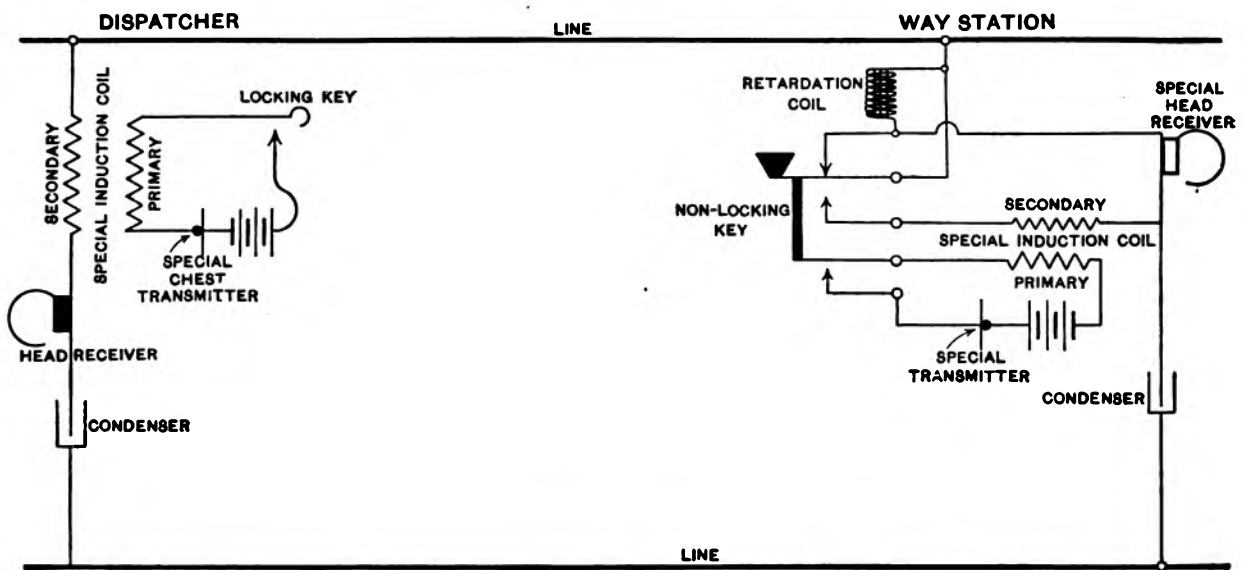 DISPATCHER
LINE
WAY STATION
SECONDARY
SPECIAL INDUCTION COIL
PRIMARY
LOCKING KEY
SPECIAL
CHEST
TRANSMITTER
HEAD RECEIVER
CONDENSER
RETARDATION
COIL
SPECIAL
HEAD
RECEIVER
NON-LOCKING
KEY
SECONDARY
SPECIAL INDUCTION COIL
PRIMARY
SPECIAL
TRANSMITTER
CONDENSER
LINE